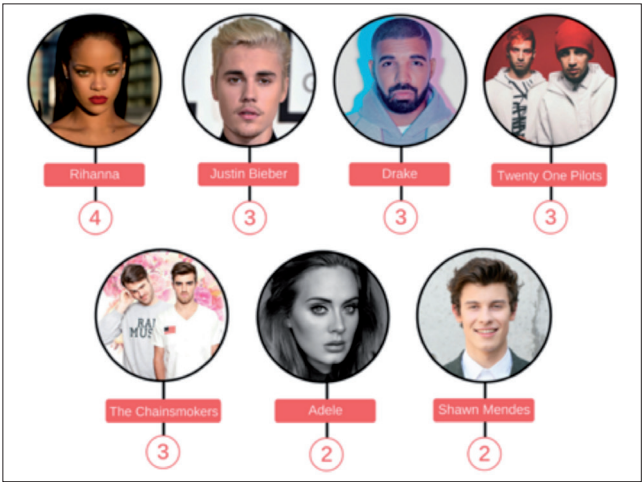 Rihanna
Justin Bieber
Drake
Twenty One Pilots
4
3
3
3
The Chainsmokers
Adele
Shawn Mendes
3
2
2